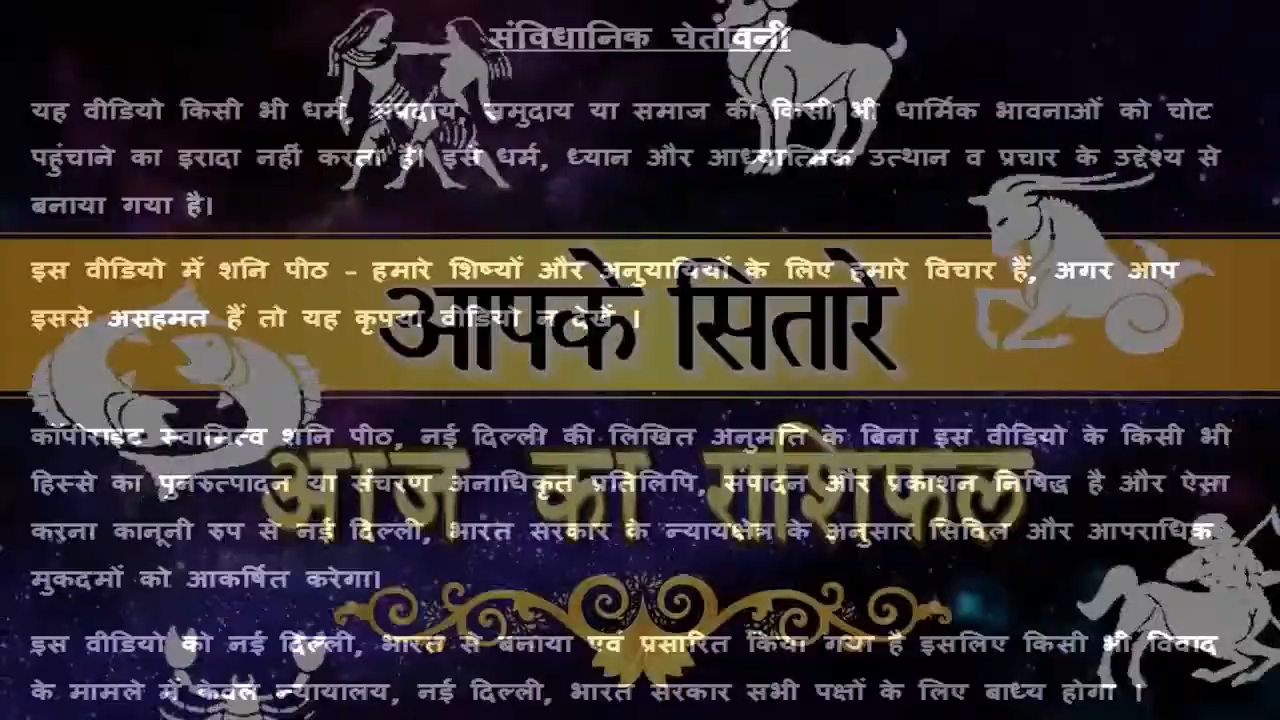 संविधानिक चेतावनी
यह वीडियो किसी भी धर्म, संप्रदाय, समुदाय या समाज की किसी भी धार्मिक भावनाओं को चोट
पहुंचाने का इरादा नहीं करता है। इसे धर्म, ध्यान और आध्यात्मिक उत्थान व प्रचार के उद्देश्य से
बनाया गया है।
इस वीडियो में शनि पीठ - हमारे शिष्यों और अनुयायियों के लिए हमारे विचार हैं, अगर आप
इससे असहमत हैं तो यह कृपया वीडियो न देखें ।
आपके सितारे
कॉपीराइट स्वामित्व शनि पीठ, नई दिल्ली की लिखित अनुमति के बिना इस वीडियो के किसी भी
हिस्से का पुनरुत्पादन या संचरण अनाधिकृत प्रतिलिपि, संपादन और प्रकाशन निषिद्ध है और ऐसा
आज का राशिफल
करना कानूनी रुप से नई दिल्ली, भारत सरकार के न्यायक्षेत्र के अनुसार सिविल और आपराधिक
मुकदमों को आकर्षित करेगा।
इस वीडियो को नई दिल्ली, भारत से बनाया एवं प्रसारित किया गया है इसलिए किसी भी विवाद
के मामले में केवल न्यायालय, नई दिल्ली, भारत सरकार सभी पक्षों के लिए बाध्य होगा ।